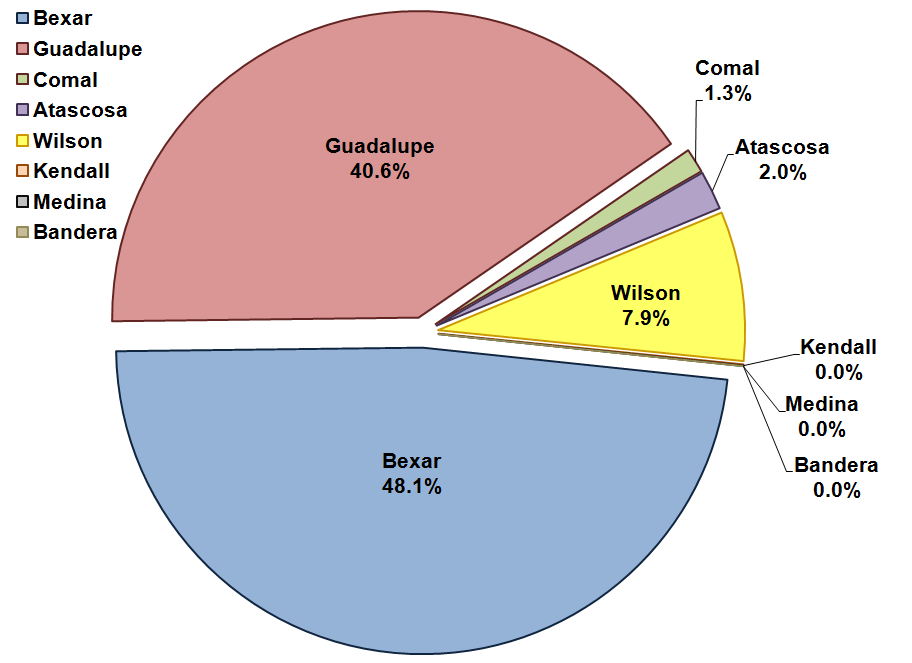 Bexar
Guadalupe
Comal
Atascosa
Wilson
Kendall
Medina
Bandera
Guadalupe
40.6%
Comal
1.3%
Atascosa
2.0%
Wilson
7.9%
Kendall
0.0%
Medina
0.0%
Bandera
0.0%
Bexar
48.1%